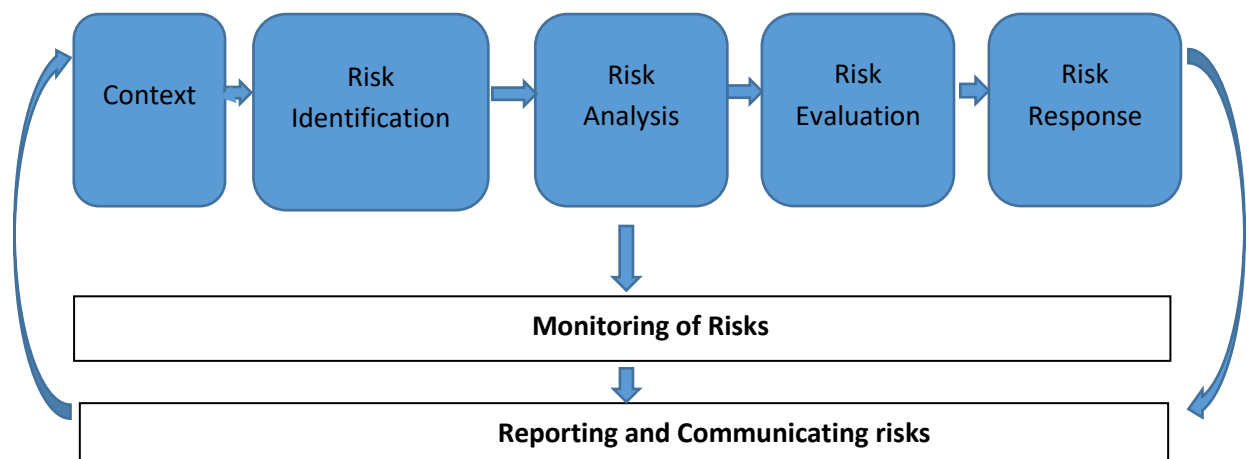 Context
Risk
Identification
Risk
Analysis
Risk
Evaluation
Risk
Response
Monitoring of Risks
Reporting and Communicating risks